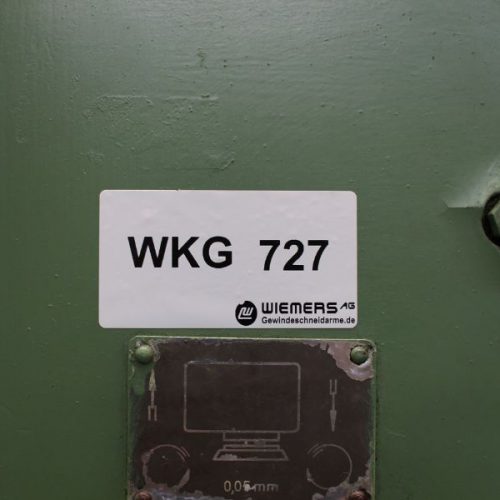 WKG 727
WIEMERS AG
Gewindeschneidarme.de
0,05 mm